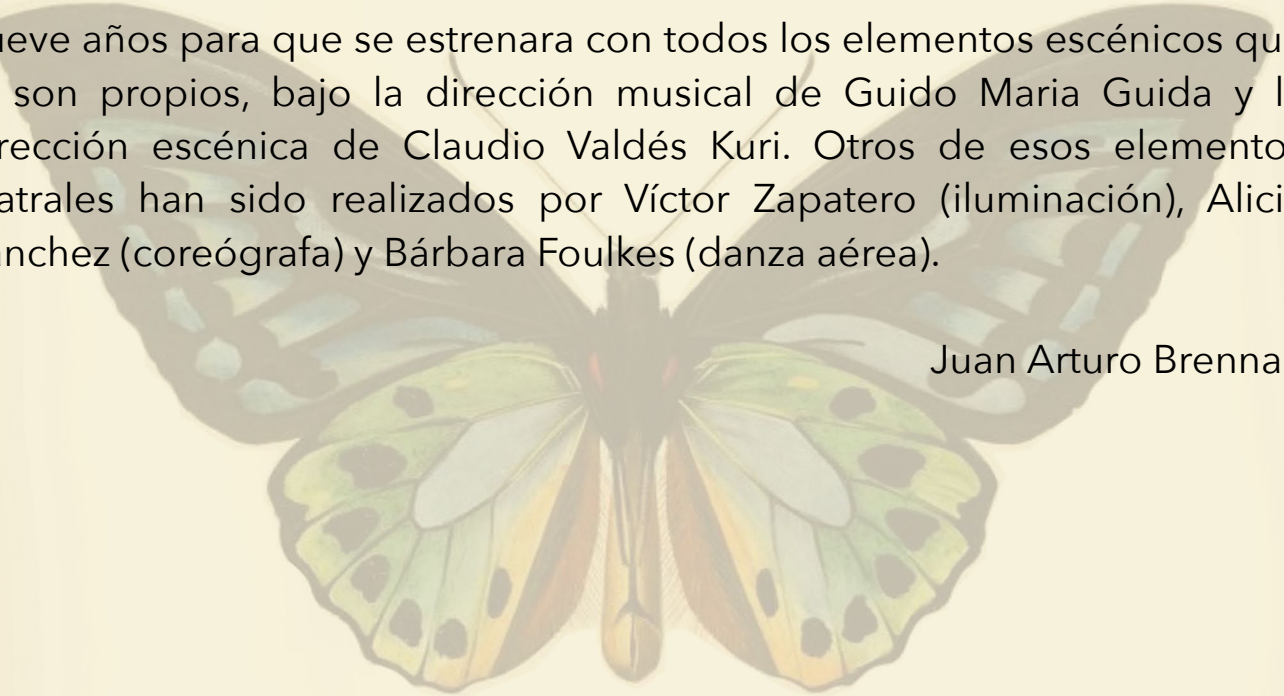 ueve años para que se estrenara con todos los elementos escénicos qu
son propios, bajo la dirección musical de Guido Maria Guida y l
rección escénica de Claudio Valdés Kuri. Otros de esos elemento
atrales han sido realizados por Víctor Zapatero (iluminación), Alici
nchez (coreógrafa) y Bárbara Foulkes (danza aérea).
Juan Arturo Brenna